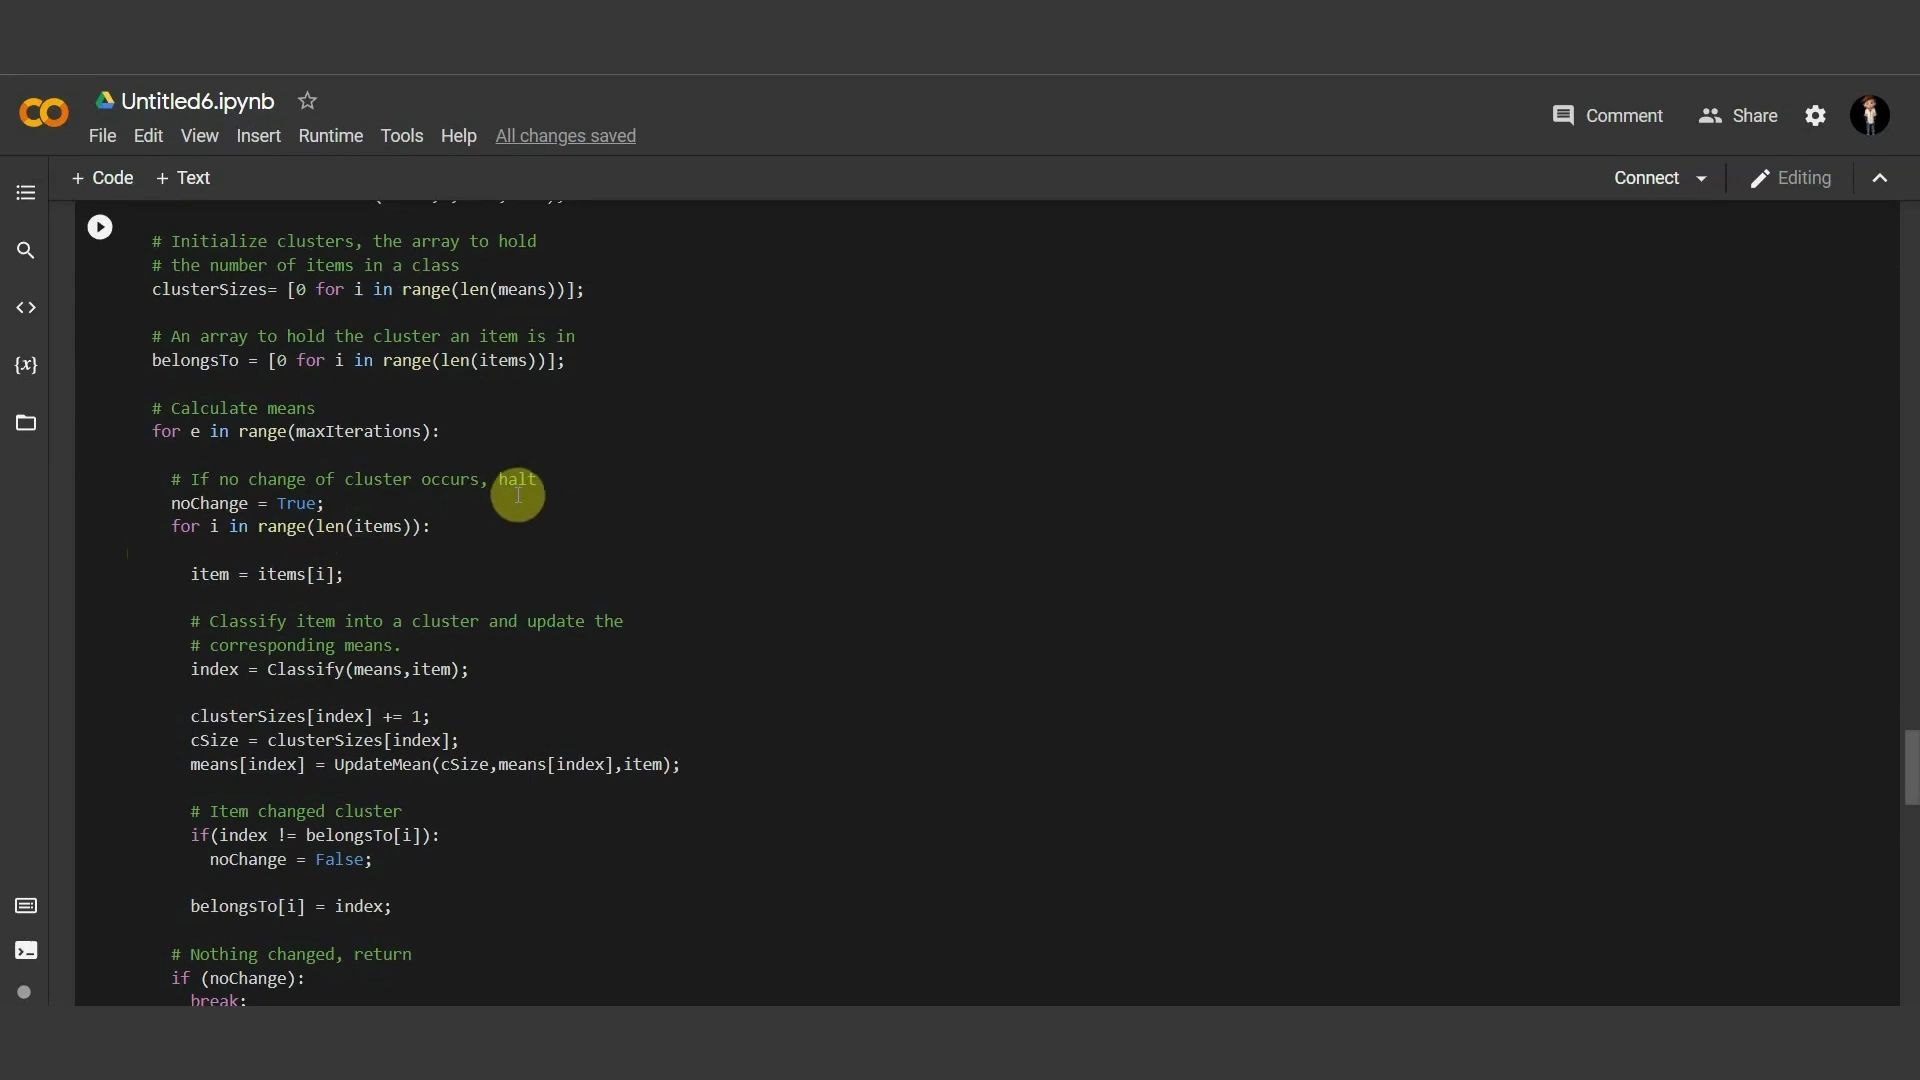 Untitled6.ipynb
File Edit View Insert Runtime Tools Help All changes saved
Comment Share
+ Code + Text
Connect Editing
# Initialize clusters, the array to hold
# the number of items in a class
clusterSizes= [0 for i in range(len(means))];
# An array to hold the cluster an item is in
belongsTo = [0 for i in range(len(items))];
# Calculate means
for e in range(maxIterations):
# If no change of cluster occurs, halt
noChange = True;
for i in range(len(items)):
item = items[i];
# Classify item into a cluster and update the
# corresponding means.
index = Classify(means,item);
clusterSizes[index] += 1;
cSize = clusterSizes[index];
means[index] = UpdateMean(cSize,means[index],item);
# Item changed cluster
if(index != belongsTo[i]):
noChange = False;
belongsTo[i] = index;
# Nothing changed, return
if (noChange):
break;